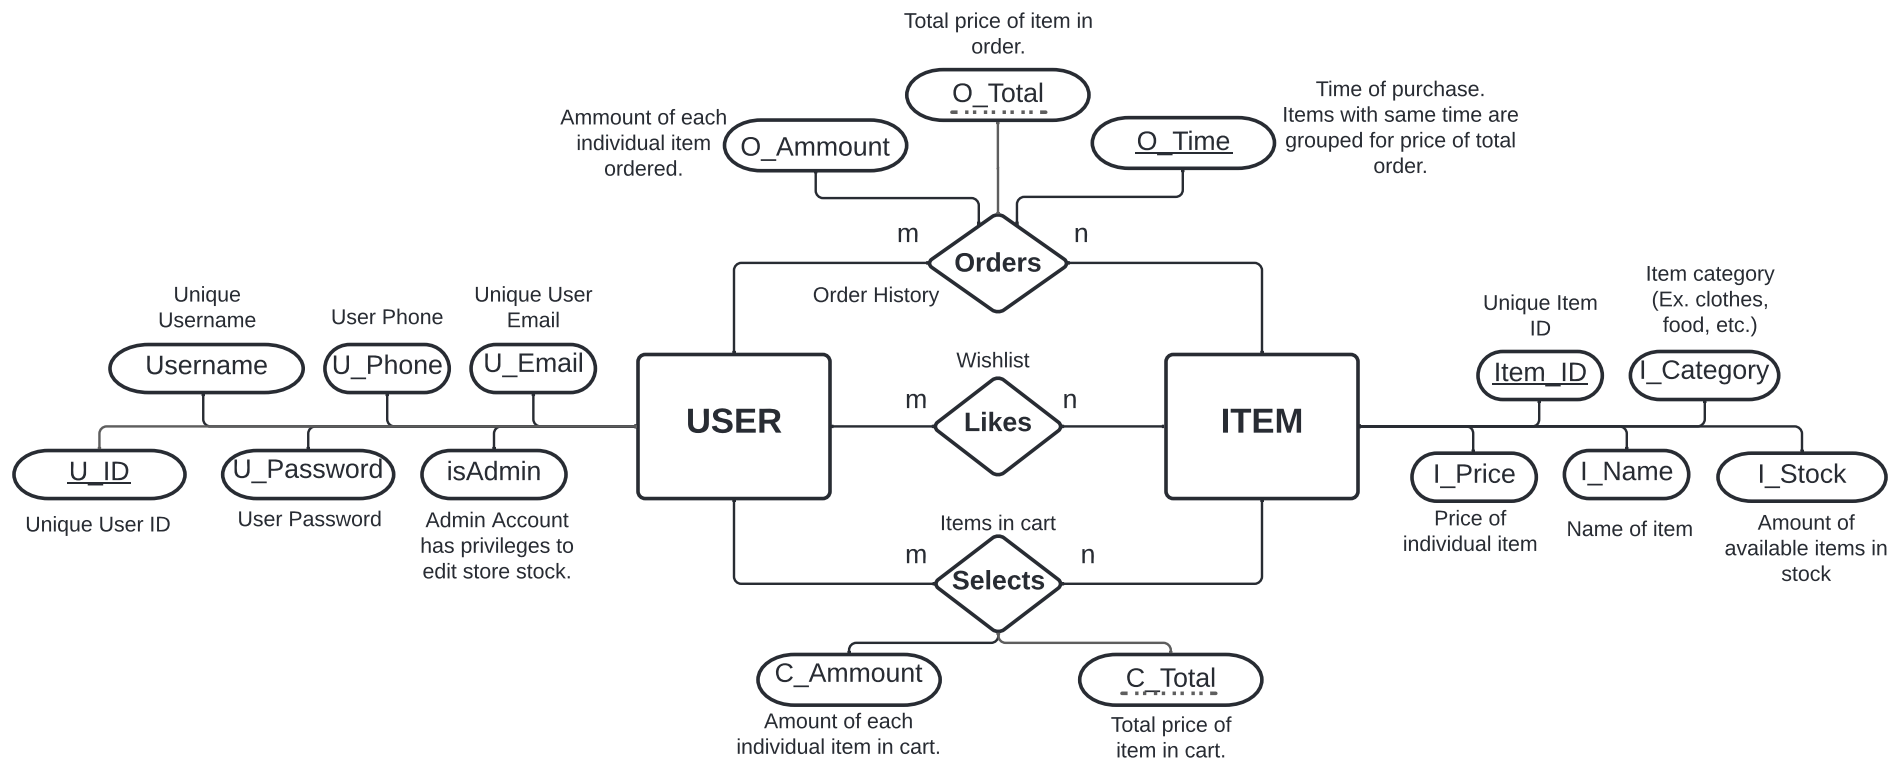 Total price of item in
order.
O_Total
Ammount of each
individual item
ordered.
O_Ammount
O_Time
Time of purchase.
Items with same time are
grouped for price of total
order.
m
n
Orders
Order History
Unique
Username
User Phone
Unique User
Email
Username
U_Phone
U_Email
U_ID
U_Password
isAdmin
Unique User ID
User Password
Admin Account
has privileges to
edit store stock.
USER
Wishlist
m
n
Likes
ITEM
Unique Item
ID
Item category
(Ex. clothes,
food, etc.)
Item_ID
I_Category
I_Price
I_Name
I_Stock
Price of
individual item
Name of item
Amount of
available items in
stock
Items in cart
m
n
Selects
C_Ammount
C_Total
Amount of each
individual item in cart.
Total price of
item in cart.